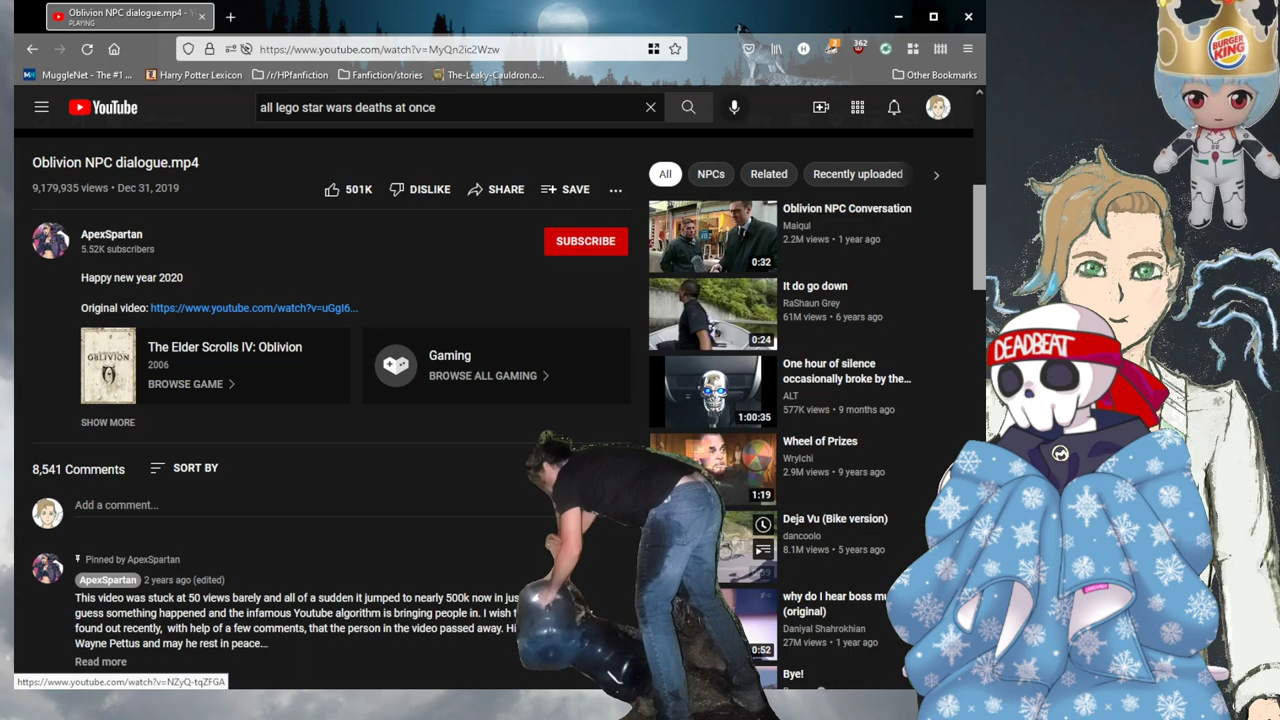 Oblivion NPC dialogue.mp4 - Y
PLAYING
https://www.youtube.com/watch?v=MyQn2ic2Wzw
2
362
MuggleNet - The #1 ...
Harry Potter Lexicon
/r/HPfanfiction
Fanfiction/stories
The-Leaky-Cauldron.o...
Other Bookmarks
YouTube
all lego star wars deaths at once
BURGER
KING
Oblivion NPC dialogue.mp4
9,179,935 views • Dec 31, 2019
501K
DISLIKE
SHARE
SAVE
ApexSpartan
5.52K subscribers
SUBSCRIBE
Happy new year 2020
Original video: https://www.youtube.com/watch?v=uGgI6...
OBLIVION
The Elder Scrolls IV: Oblivion
2006
BROWSE GAME
Gaming
BROWSE ALL GAMING
SHOW MORE
8,541 Comments
SORT BY
Add a comment...
Pinned by ApexSpartan
ApexSpartan 2 years ago (edited)
This video was stuck at 50 views barely and all of a sudden it jumped to nearly 500k now in jus
guess something happened and the infamous Youtube algorithm is bringing people in. I wish
found out recently, with help of a few comments, that the person in the video passed away. Hi
Wayne Pettus and may he rest in peace...
Read more
https://www.youtube.com/watch?v=NZyQ-tqZFGA
All
NPCs
Related
Recently uploaded
Oblivion NPC Conversation
Maiqui
2.2M views • 1 year ago
0:32
It do go down
RaShaun Grey
61M views • 6 years ago
0:24
One hour of silence
occasionally broke by the...
ALT
577K views • 9 months ago
1:00:35
Wheel of Prizes
Wrylchi
2.9M views • 9 years ago
1:19
Deja Vu (Bike version)
dancoolo
8.1M views • 5 years ago
why do I hear boss mu
(original)
Daniyal Shahrokhian
27M views • 1 year ago
0:52
Bye!
DEADBEAT